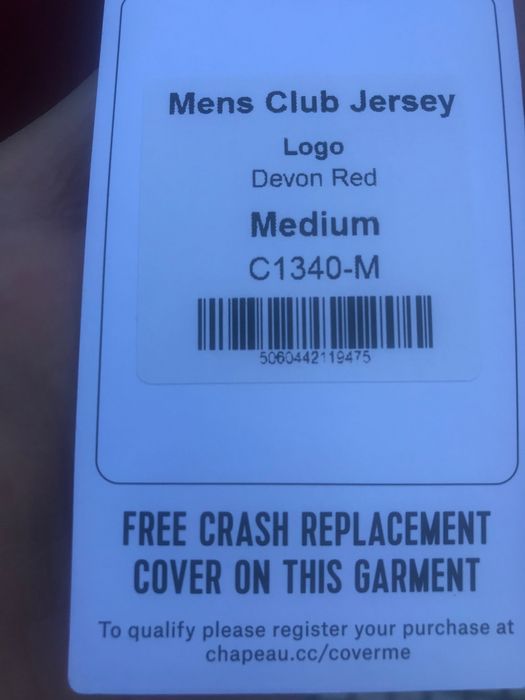 Mens Club Jersey
Logo
Devon Red
Medium
C1340-M
5060442119475
FREE CRASH REPLACEMENT
COVER ON THIS GARMENT
To qualify please register your purchase at
chapeau.cc/coverme